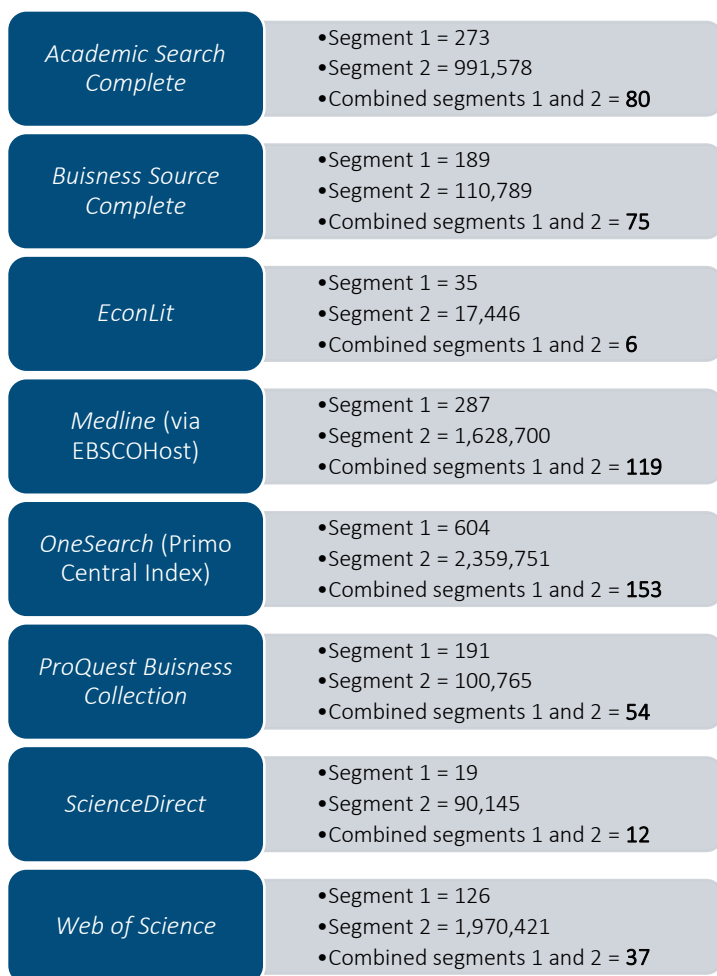 Academic Search
Complete
•Segment 1 = 273
•Segment 2 = 991,578
•Combined segments 1 and 2 = 80
Buisness Source
Complete
•Segment 1 = 189
•Segment 2 = 110,789
•Combined segments 1 and 2 = 75
EconLit
•Segment 1 = 35
•Segment 2 = 17,446
•Combined segments 1 and 2 = 6
Medline (via
EBSCOHost)
•Segment 1 = 287
•Segment 2 = 1,628,700
•Combined segments 1 and 2 = 119
OneSearch (Primo
Central Index)
•Segment 1 = 604
•Segment 2 = 2,359,751
•Combined segments 1 and 2 = 153
ProQuest Buisness
Collection
•Segment 1 = 191
•Segment 2 = 100,765
•Combined segments 1 and 2 = 54
ScienceDirect
•Segment 1 = 19
•Segment 2 = 90,145
•Combined segments 1 and 2 = 12
Web of Science
•Segment 1 = 126
•Segment 2 = 1,970,421
•Combined segments 1 and 2 = 37